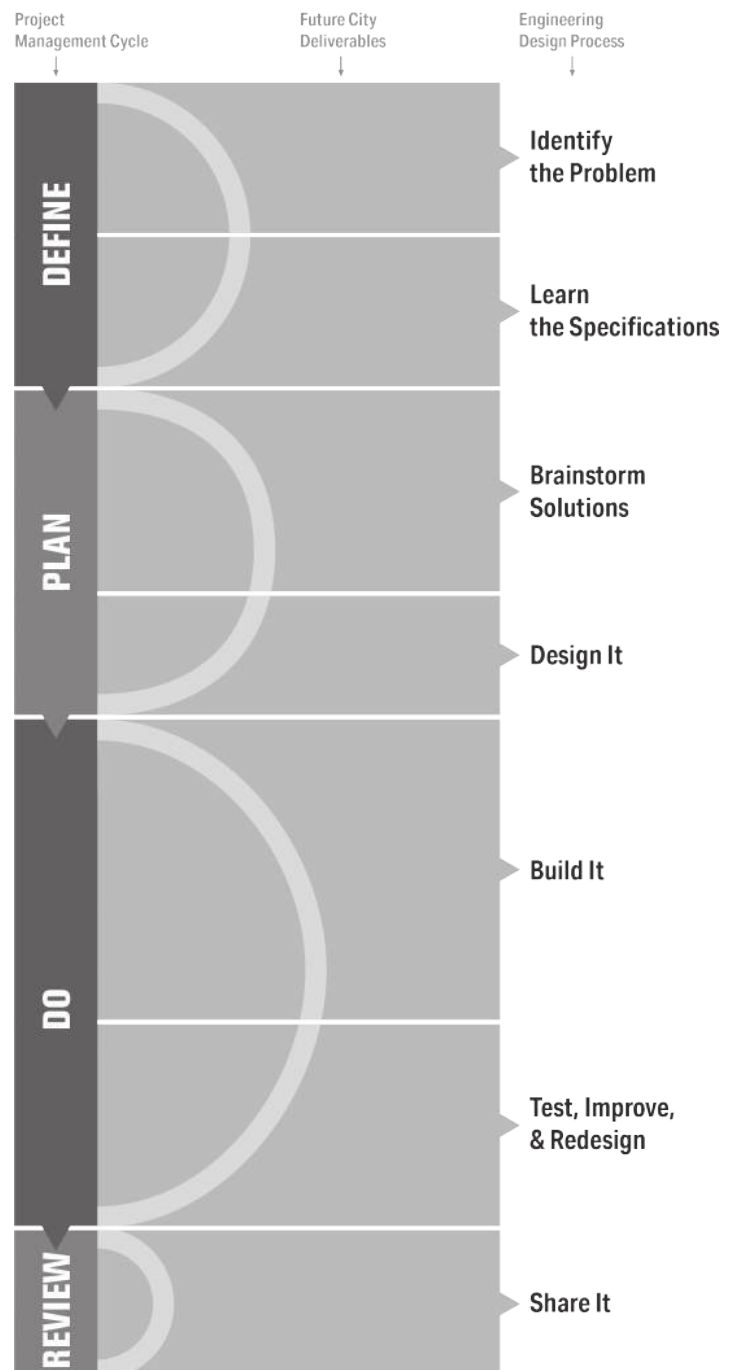 Project
Management Cycle
Future City
Deliverables
Engineering
Design Process
DEFINE
Identify
the Problem
Learn
the Specifications
PLAN
Brainstorm
Solutions
Design It
DO
Build It
Test, Improve,
& Redesign
REVIEW
Share It